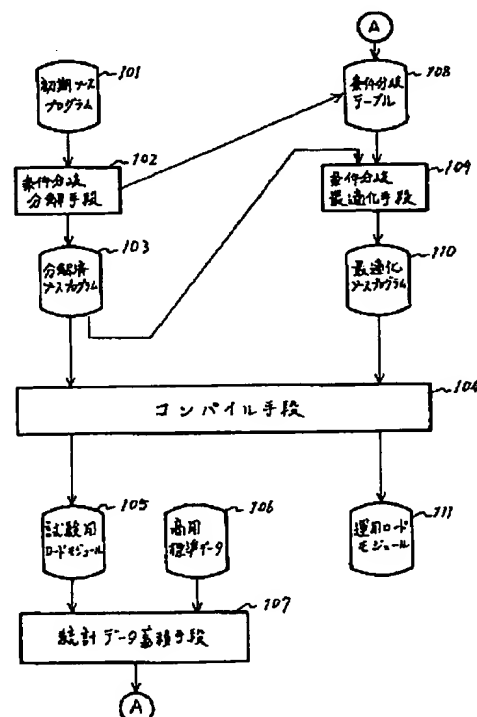 A
101
初期ソース
プログラム
108
条件分岐
テーブル
102
条件分岐
分解手段
109
条件分岐
最適化手段
103
分解済
ソースプログラム
110
最適化
ソースプログラム
104
コンパイル手段
105
試験用
ロードモジュール
106
商用
標準データ
111
運用ロード
モジュール
107
統計データ蓄積手段
A